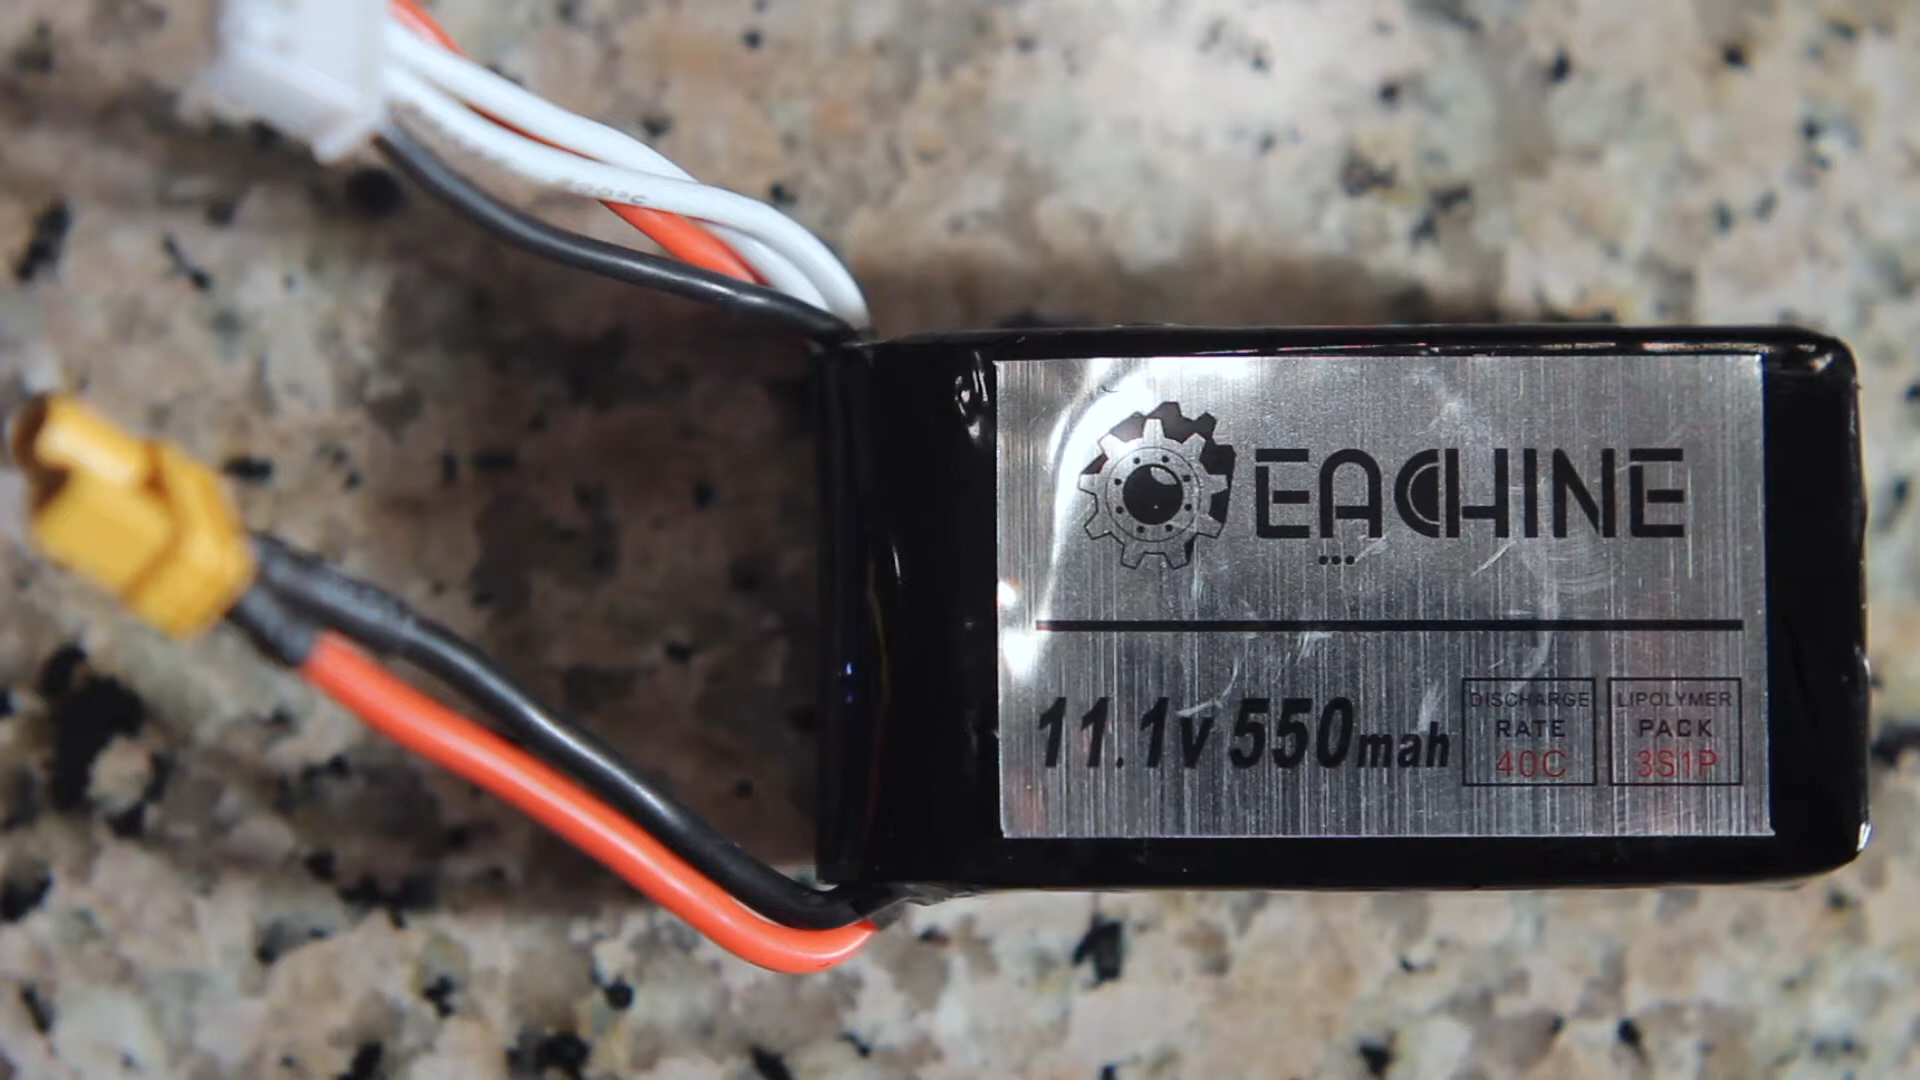 EACHINE
11.1v 550mah
DISCHARGE
RATE
40C
LIPOLYMER
PACK
3S1P